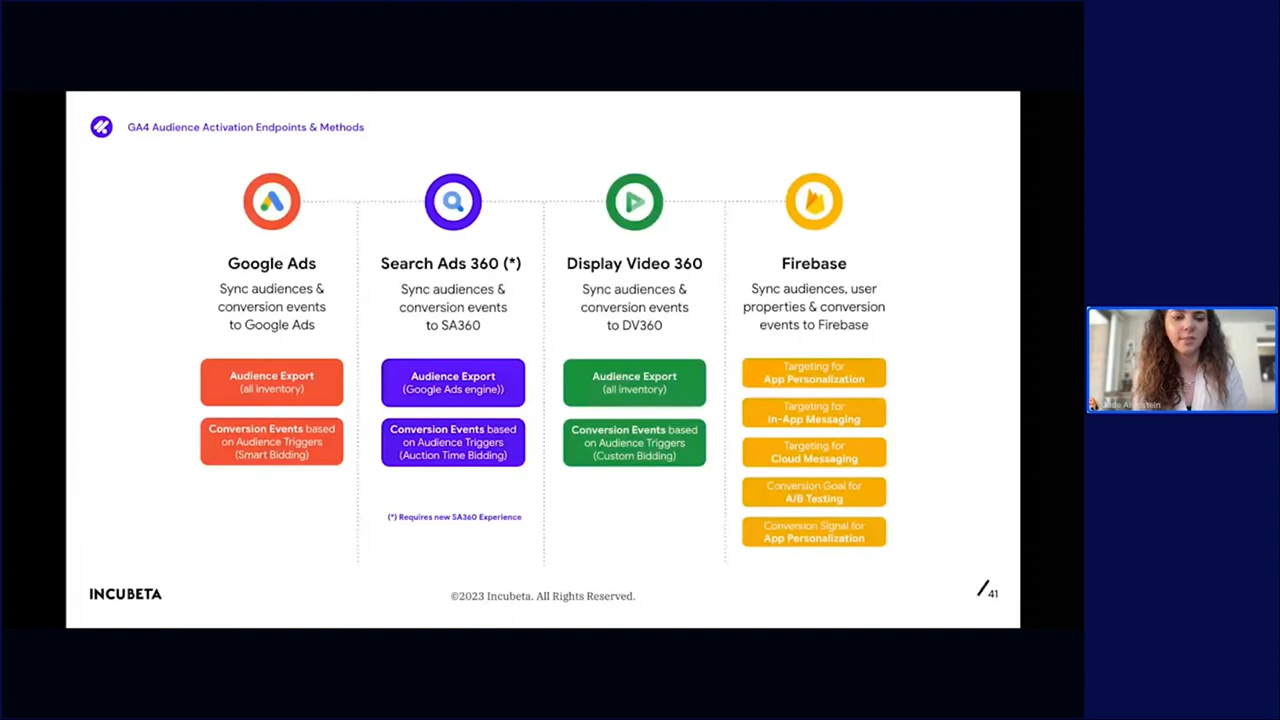 GA4 Audience Activation Endpoints & Methods
Google Ads
Sync audiences &
conversion events
to Google Ads
Audience Export
(all inventory)
Conversion Events based
on Audience Triggers
(Smart Bidding)
Search Ads 360 (*)
Sync audiences &
conversion events
to SA360
Audience Export
(Google Ads engine))
Conversion Events based
on Audience Triggers
(Auction Time Bidding)
(*) Requires new SA360 Experience
Display Video 360
Sync audiences &
conversion events
to DV360
Audience Export
(all inventory)
Conversion Events based
on Audience Triggers
(Custom Bidding)
Firebase
Sync audiences, user
properties & conversion
events to Firebase
Targeting for
App Personalization
Targeting for
In-App Messaging
Targeting for
Cloud Messaging
Conversion Goal for
A/B Testing
Conversion Signal for
App Personalization
INCUBETA
©2023 Incubeta. All Rights Reserved.
41